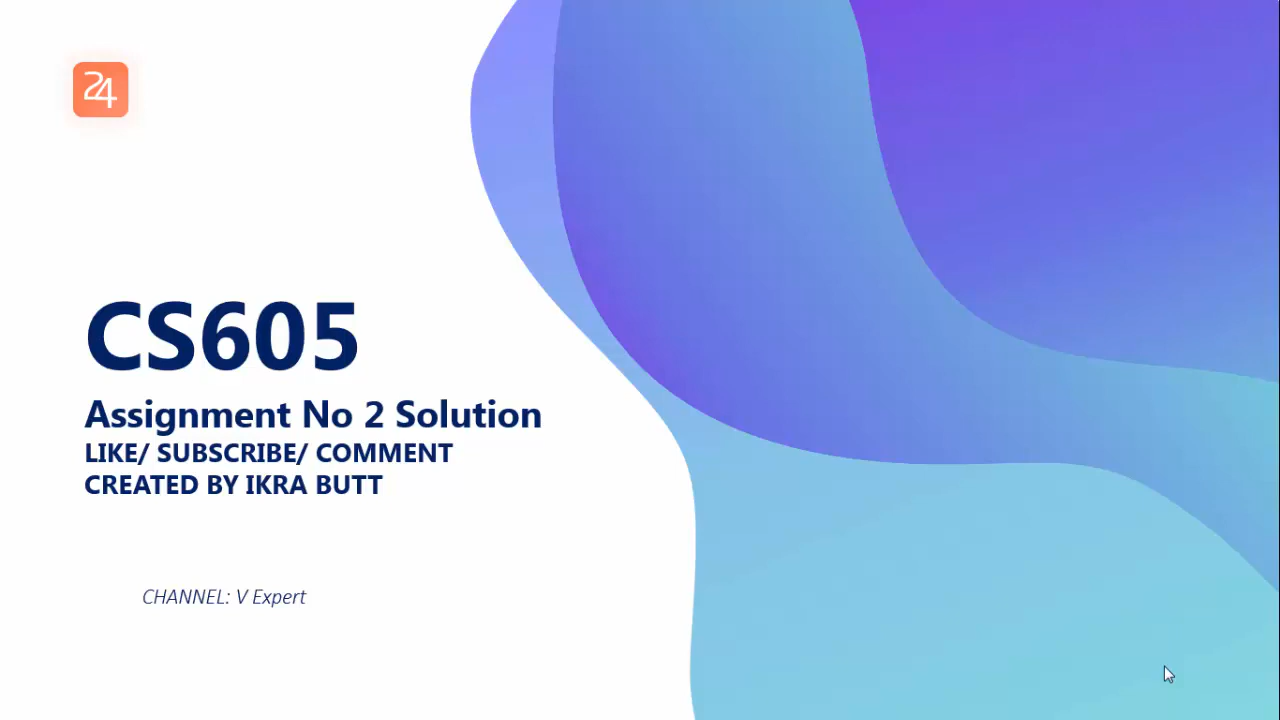 24
CS605
Assignment No 2 Solution
LIKE/ SUBSCRIBE/ COMMENT
CREATED BY IKRA BUTT
CHANNEL: V Expert